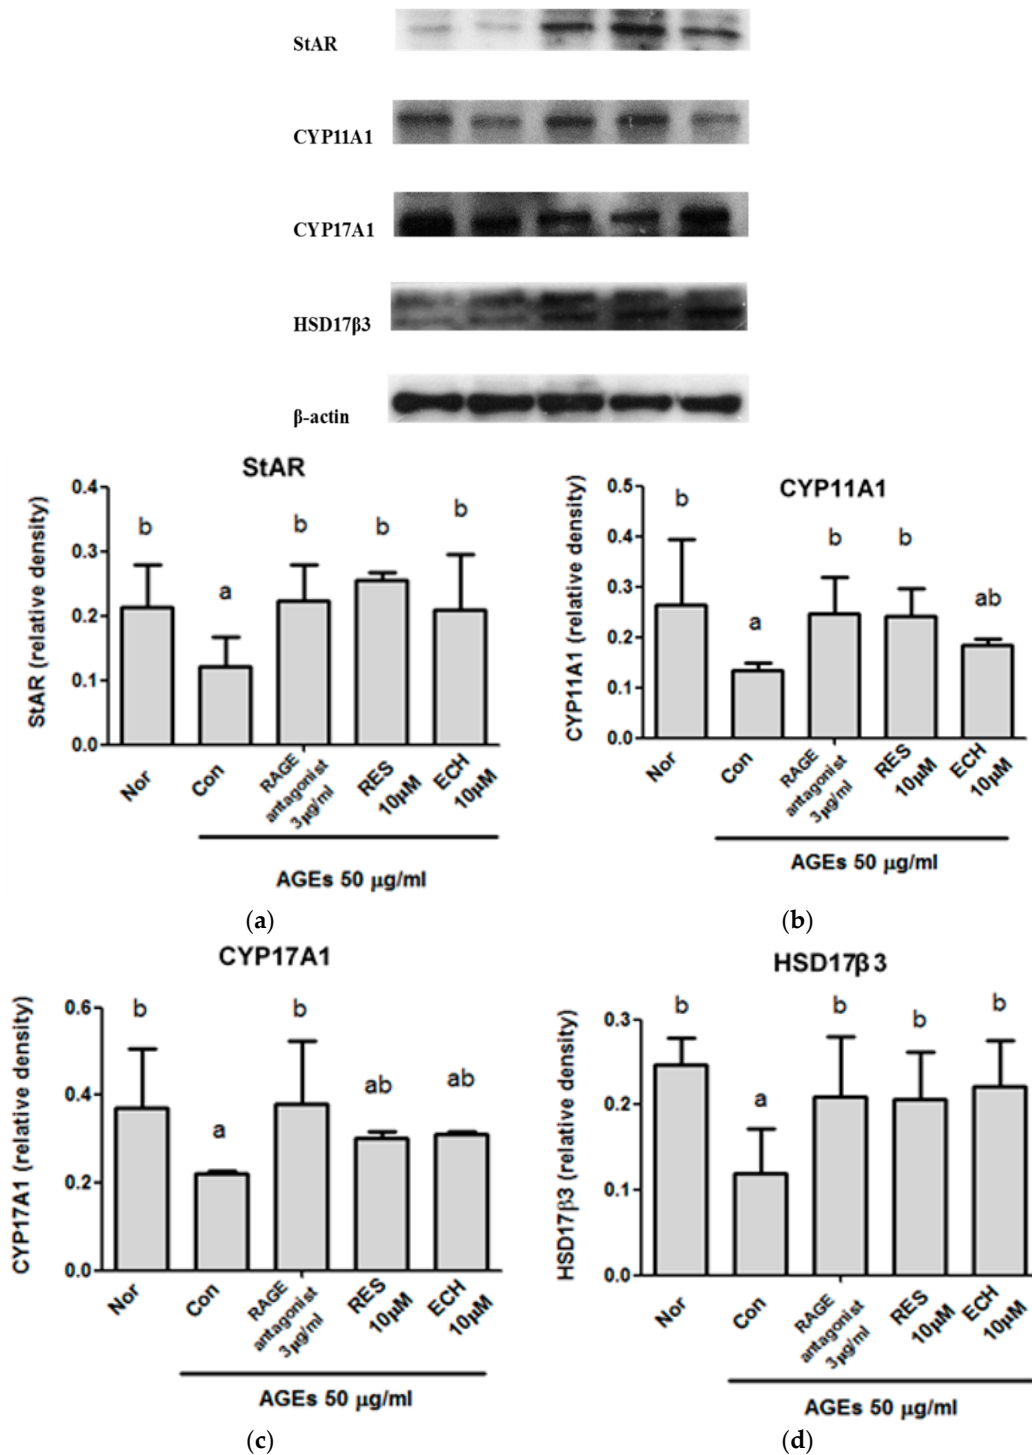 StAR
CYP11A1
CYP17A1
HSD17β3
β-actin
StAR
StAR (relative density)
0.4
0.3
0.2
0.1
0.0
b
a
b
b
b
Nor
Con
RAGE
antagonist
3μg/ml
RES
10μM
ECH
10μM
AGEs 50 μg/ml
(a)
CYP11A1
CYP11A1 (relative density)
0.5
0.4
0.3
0.2
0.1
0.0
b
a
b
b
ab
Nor
Con
RAGE
antagonist
3μg/ml
RES
10μM
ECH
10μM
AGEs 50 μg/ml
(b)
CYP17A1
CYP17A1 (relative density)
0.6
0.4
0.2
0.0
b
a
b
ab
ab
Nor
Con
RAGE
antagonist
3μg/ml
RES
10μM
ECH
10μM
AGEs 50 μg/ml
(c)
HSD17β3
HSD17β3 (relative density)
0.3
0.2
0.1
0.0
b
a
b
b
b
Nor
Con
RAGE
antagonist
3μg/ml
RES
10μM
ECH
10μM
AGEs 50 μg/ml
(d)